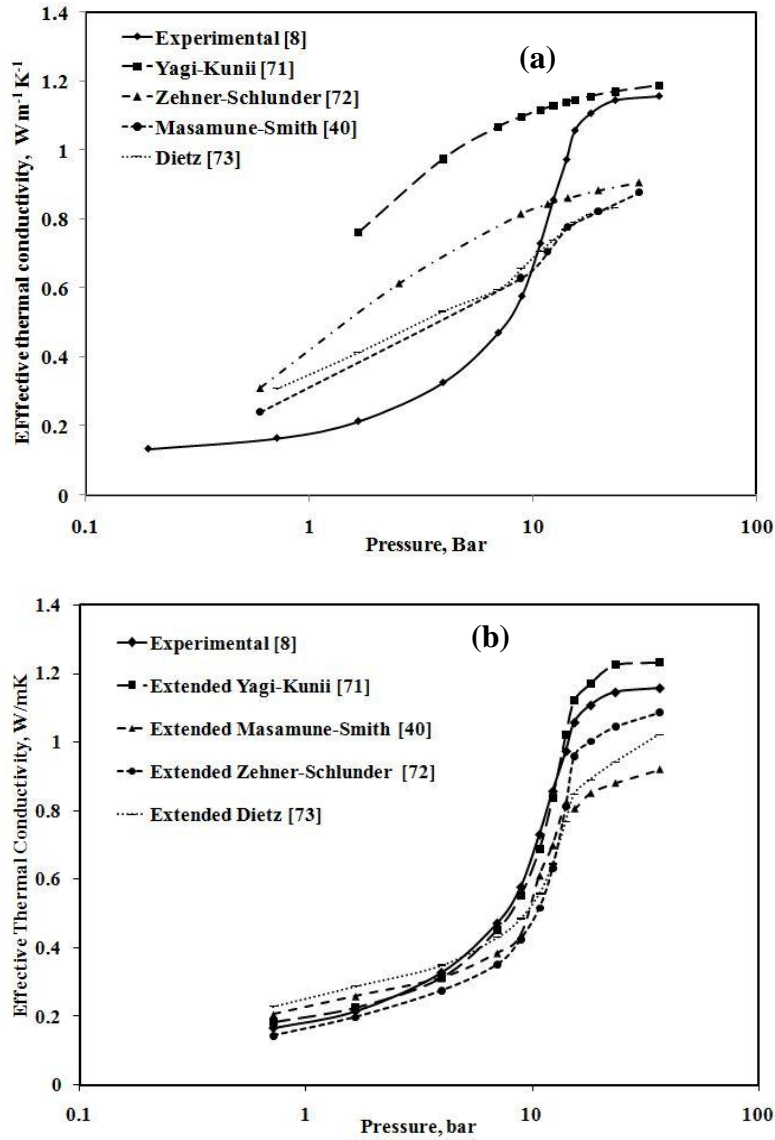 1.4
1.2
1
0.8
0.6
0.4
0.2
0
0.1
1
10
100
EFffective thermal conductivity, W m-1 K-1
Pressure, Bar
(a)
Experimental [8]
Yagi-Kunii [71]
Zehner-Schlunder [72]
Masamune-Smith [40]
Dietz [73]
1.4
1.2
1
0.8
0.6
0.4
0.2
0
0.1
1
10
100
Effective Thermal Conductivity, W/mK
Pressure, bar
(b)
Experimental [8]
Extended Yagi-Kunii [71]
Extended Masamune-Smith [40]
Extended Zehner-Schlunder [72]
Extended Dietz [73]